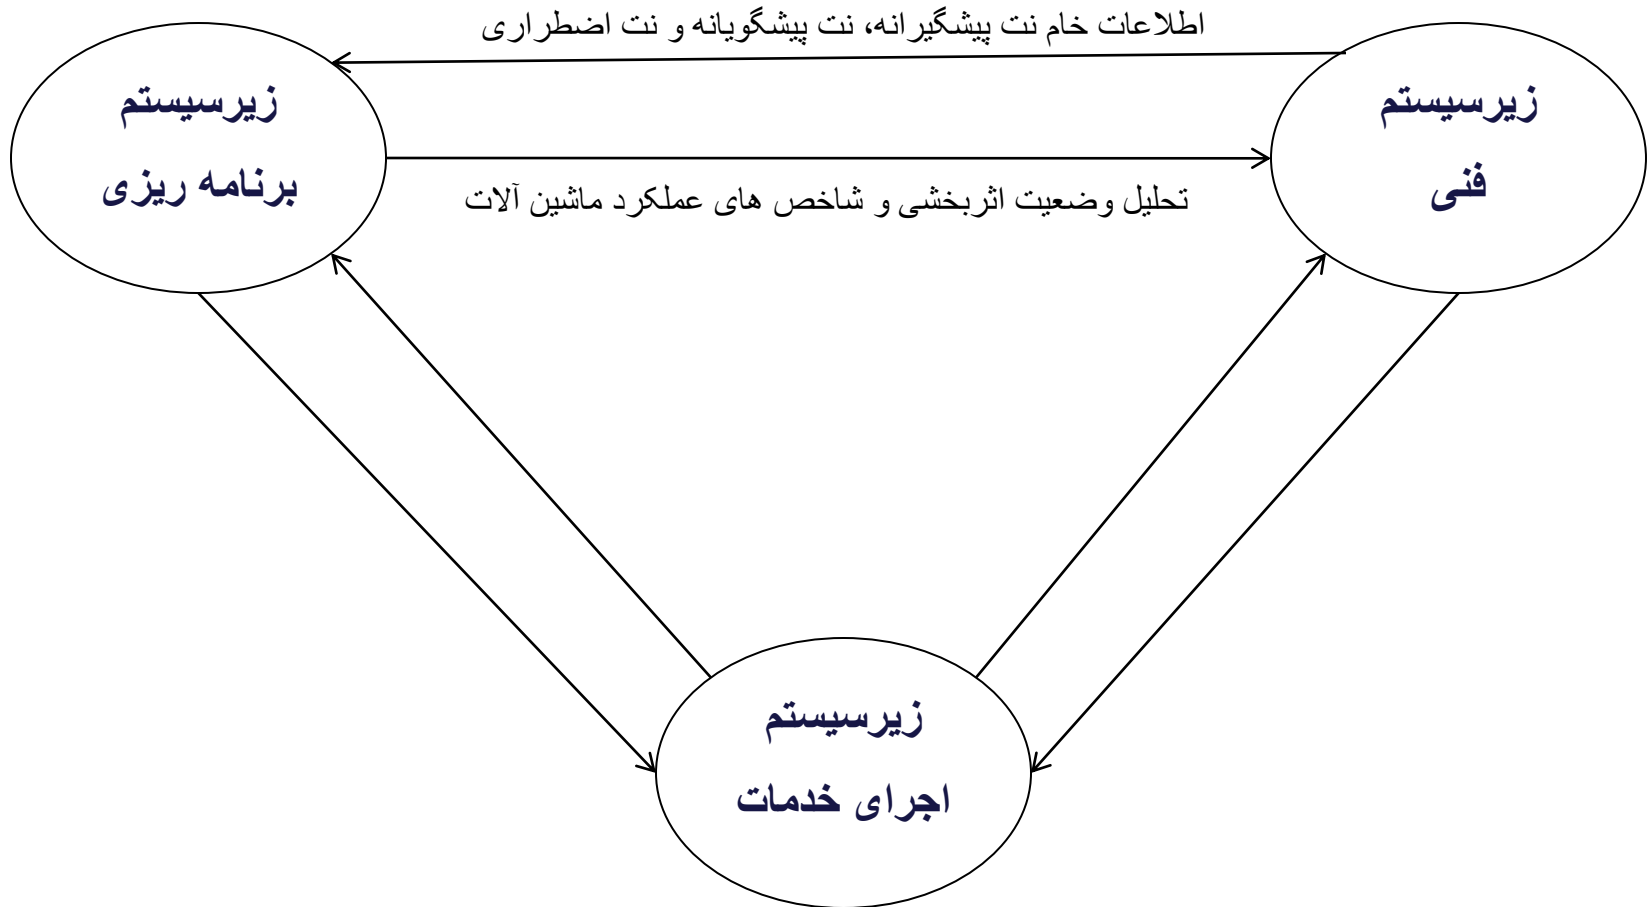 اطلاعات خام نت پیشگیرانه، نت پیشگویانه و نت اضطراری
زیرسیستم
فنی
زیرسیستم
برنامه ریزی
تحلیل وضعیت اثربخشی و شاخص های عملکرد ماشین آلات
زیرسیستم
اجرای خدمات